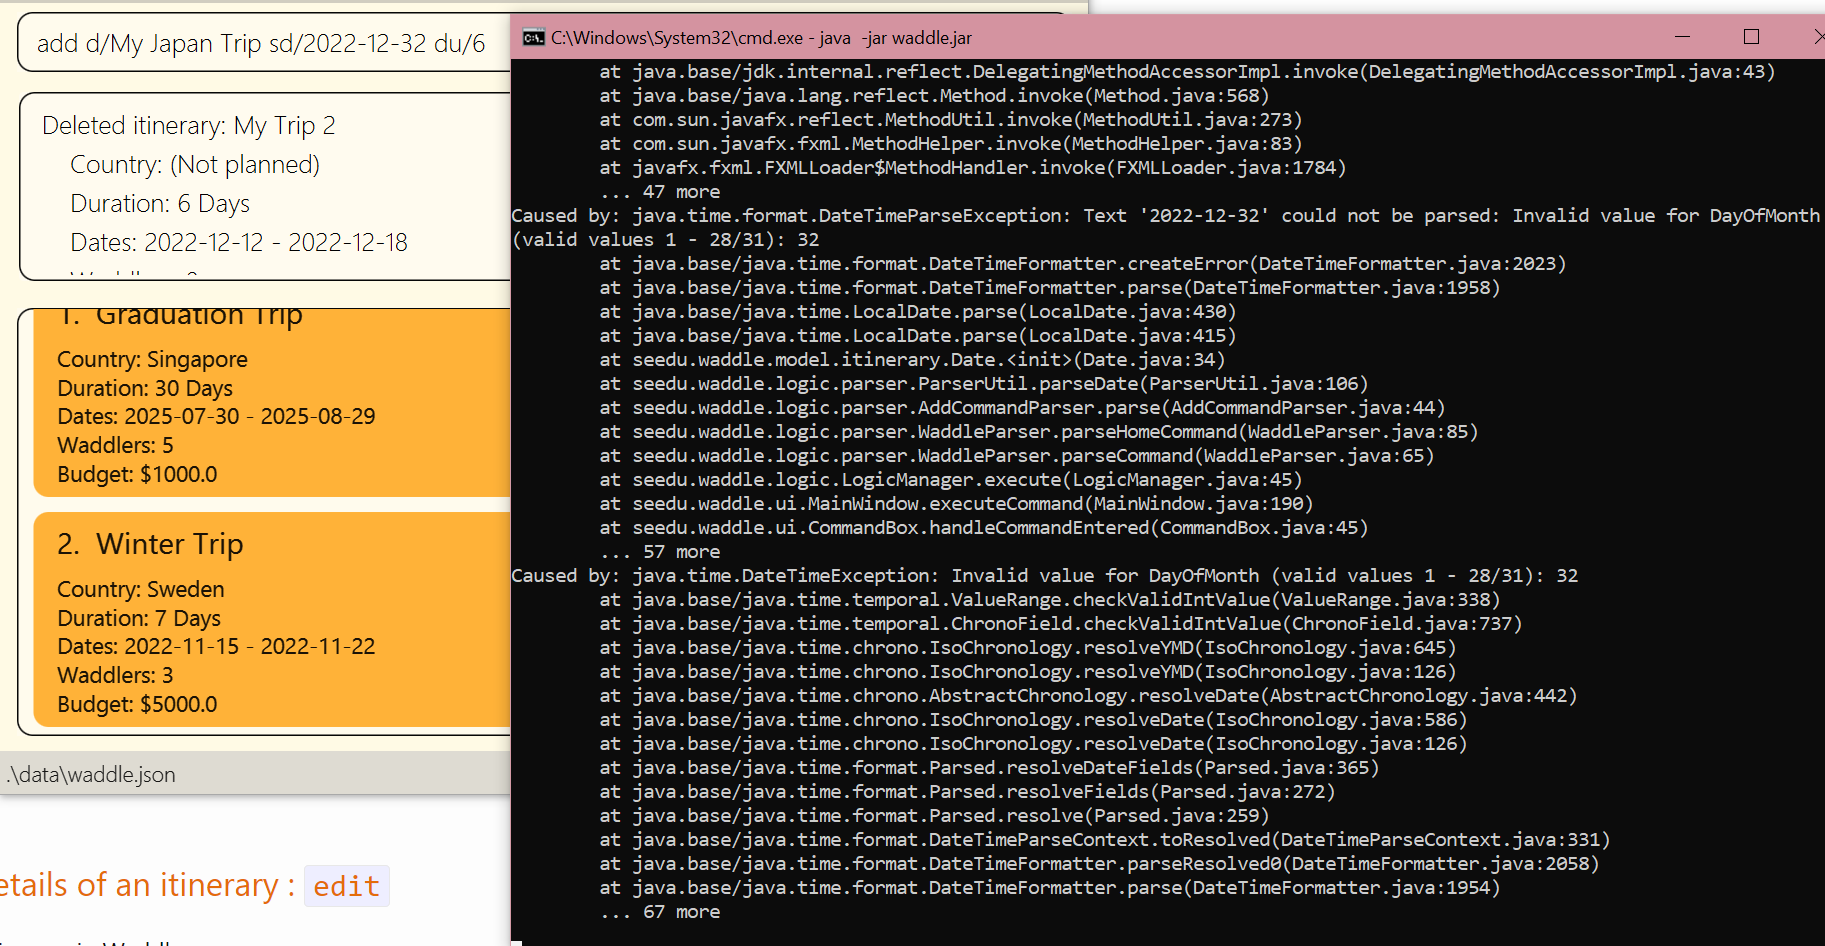 add d/My Japan Trip sd/2022-12-32 du/6
Deleted itinerary: My Trip 2
Country: (Not planned)
Duration: 6 Days
Dates: 2022-12-12 - 2022-12-18
1. Graduation Trip
Country: Singapore
Duration: 30 Days
Dates: 2025-07-30 - 2025-08-29
Waddlers: 5
Budget: $1000.0
2. Winter Trip
Country: Sweden
Duration: 7 Days
Dates: 2022-11-15 - 2022-11-22
Waddlers: 3
Budget: $5000.0
.\data\waddle.json
etails of an itinerary : edit
C:\Windows\System32\cmd.exe - java  -jar waddle.jar
at java.base/jdk.internal.reflect.DelegatingMethodAccessorImpl.invoke(DelegatingMethodAccessorImpl.java:43)
at java.base/java.lang.reflect.Method.invoke(Method.java:568)
at com.sun.javafx.reflect.MethodUtil.invoke(MethodUtil.java:273)
at com.sun.javafx.fxml.MethodHelper.invoke(MethodHelper.java:83)
at javafx.fxml.FXMLLoader$MethodHandler.invoke(FXMLLoader.java:1784)
... 47 more
Caused by: java.time.format.DateTimeParseException: Text '2022-12-32' could not be parsed: Invalid value for DayOfMonth
(valid values 1 - 28/31): 32
at java.base/java.time.format.DateTimeFormatter.createError(DateTimeFormatter.java:2023)
at java.base/java.time.format.DateTimeFormatter.parse(DateTimeFormatter.java:1958)
at java.base/java.time.LocalDate.parse(LocalDate.java:430)
at java.base/java.time.LocalDate.parse(LocalDate.java:415)
at seedu.waddle.model.itinerary.Date.<init>(Date.java:34)
at seedu.waddle.logic.parser.ParserUtil.parseDate(ParserUtil.java:106)
at seedu.waddle.logic.parser.AddCommandParser.parse(AddCommandParser.java:44)
at seedu.waddle.logic.parser.WaddleParser.parseHomeCommand(WaddleParser.java:85)
at seedu.waddle.logic.parser.WaddleParser.parseCommand(WaddleParser.java:65)
at seedu.waddle.logic.LogicManager.execute(LogicManager.java:45)
at seedu.waddle.ui.MainWindow.executeCommand(MainWindow.java:190)
at seedu.waddle.ui.CommandBox.handleCommandEntered(CommandBox.java:45)
... 57 more
Caused by: java.time.DateTimeException: Invalid value for DayOfMonth (valid values 1 - 28/31): 32
at java.base/java.time.temporal.ValueRange.checkValidIntValue(ValueRange.java:338)
at java.base/java.time.temporal.ChronoField.checkValidIntValue(ChronoField.java:737)
at java.base/java.time.chrono.IsoChronology.resolveYMD(IsoChronology.java:645)
at java.base/java.time.chrono.IsoChronology.resolveYMD(IsoChronology.java:126)
at java.base/java.time.chrono.AbstractChronology.resolveDate(AbstractChronology.java:442)
at java.base/java.time.chrono.IsoChronology.resolveDate(IsoChronology.java:586)
at java.base/java.time.chrono.IsoChronology.resolveDate(IsoChronology.java:126)
at java.base/java.time.format.Parsed.resolveDateFields(Parsed.java:365)
at java.base/java.time.format.Parsed.resolveFields(Parsed.java:272)
at java.base/java.time.format.Parsed.resolve(Parsed.java:259)
at java.base/java.time.format.DateTimeParseContext.toResolved(DateTimeParseContext.java:331)
at java.base/java.time.format.DateTimeFormatter.parseResolved0(DateTimeFormatter.java:2058)
at java.base/java.time.format.DateTimeFormatter.parse(DateTimeFormatter.java:1954)
... 67 more